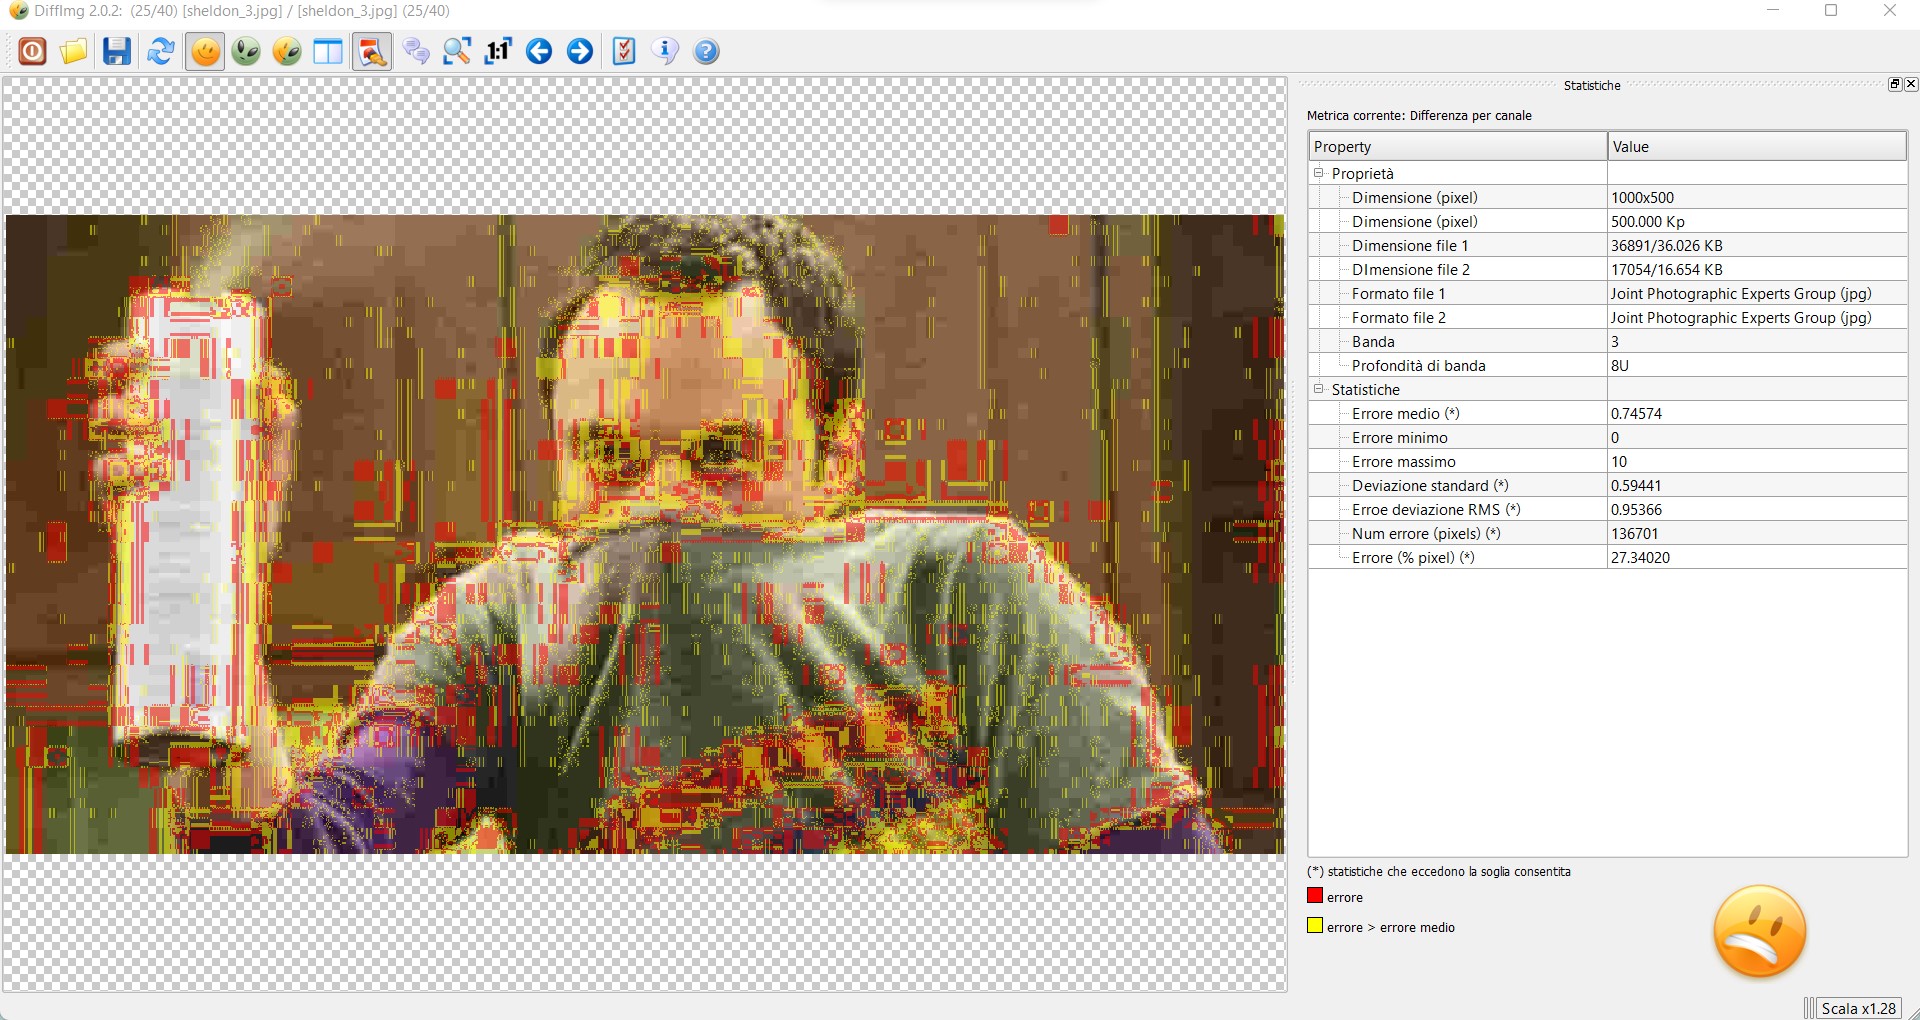 DiffImg 2.0.2: (25/40) [sheldon_3.jpg] / [sheldon_3.jpg] (25/40)
1:1
Statistiche
Metrica corrente: Differenza per canale
Property Value
Proprietà
Dimensione (pixel) 1000x500
Dimensione (pixel) 500.000 Kp
Dimensione file 1 36891/36.026 KB
DImensione file 2 17054/16.654 KB
Formato file 1 Joint Photographic Experts Group (jpg)
Formato file 2 Joint Photographic Experts Group (jpg)
Banda 3
Profondità di banda 8U
Statistiche
Errore medio (*) 0.74574
Errore minimo 0
Errore massimo 10
Deviazione standard (*) 0.59441
Erroe deviazione RMS (*) 0.95366
Num errore (pixels) (*) 136701
Errore (% pixel) (*) 27.34020
(*) statistiche che eccedono la soglia consentita
errore
errore > errore medio
Scala x1.28